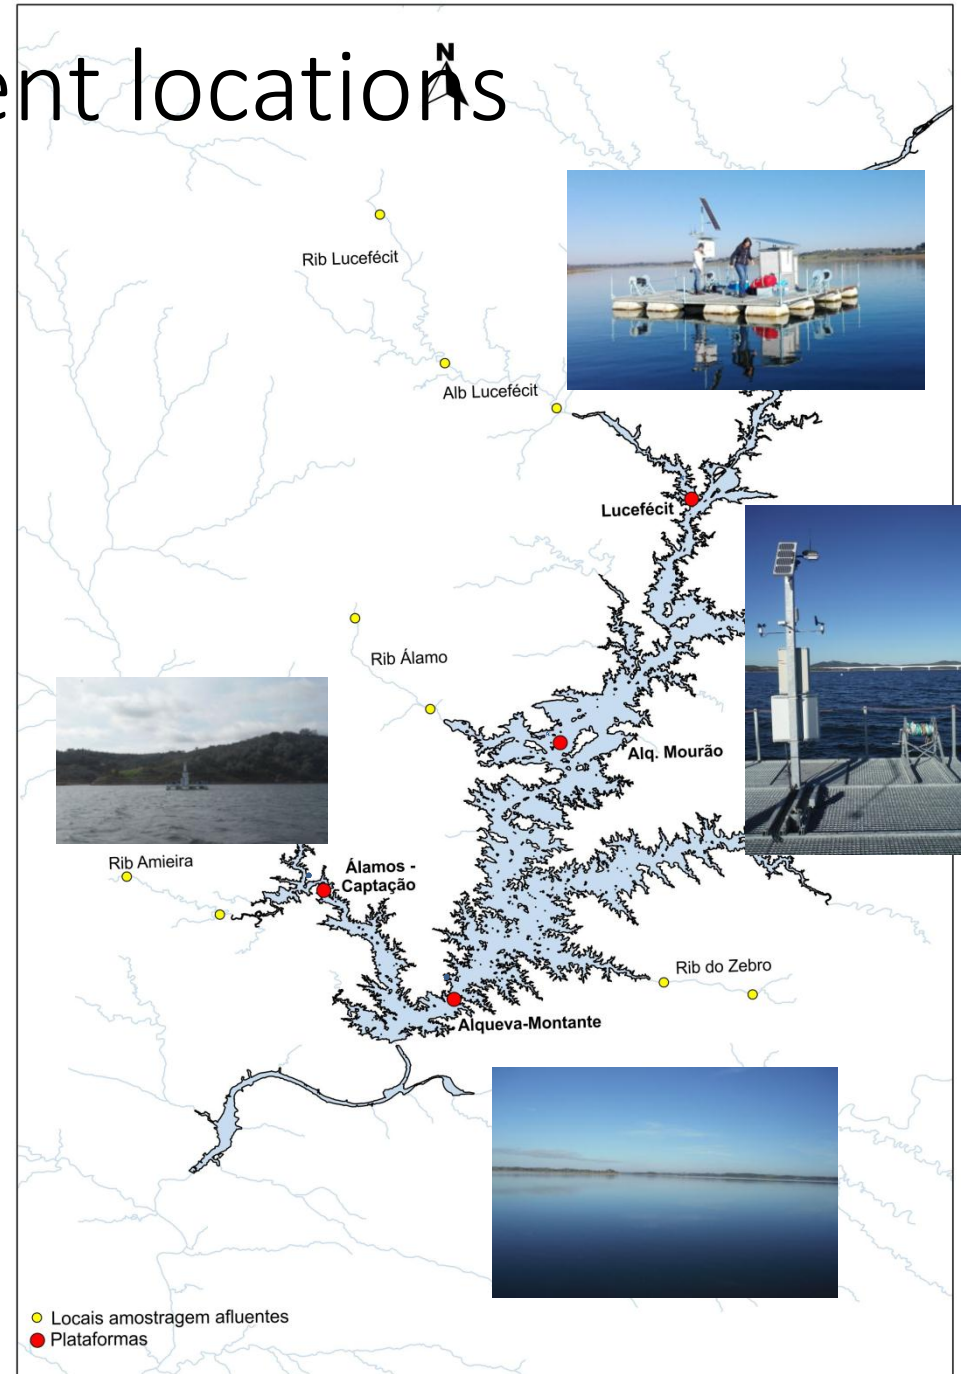 ent locations
N
Rib Lucefécit
Alb Lucefécit
Lucefécit
Rib Álamo
Alq. Mourão
Rib Amieira
Álamos -
Captação
Rib do Zebro
Alqueva-Montante
Locais amostragem afluentes
Plataformas